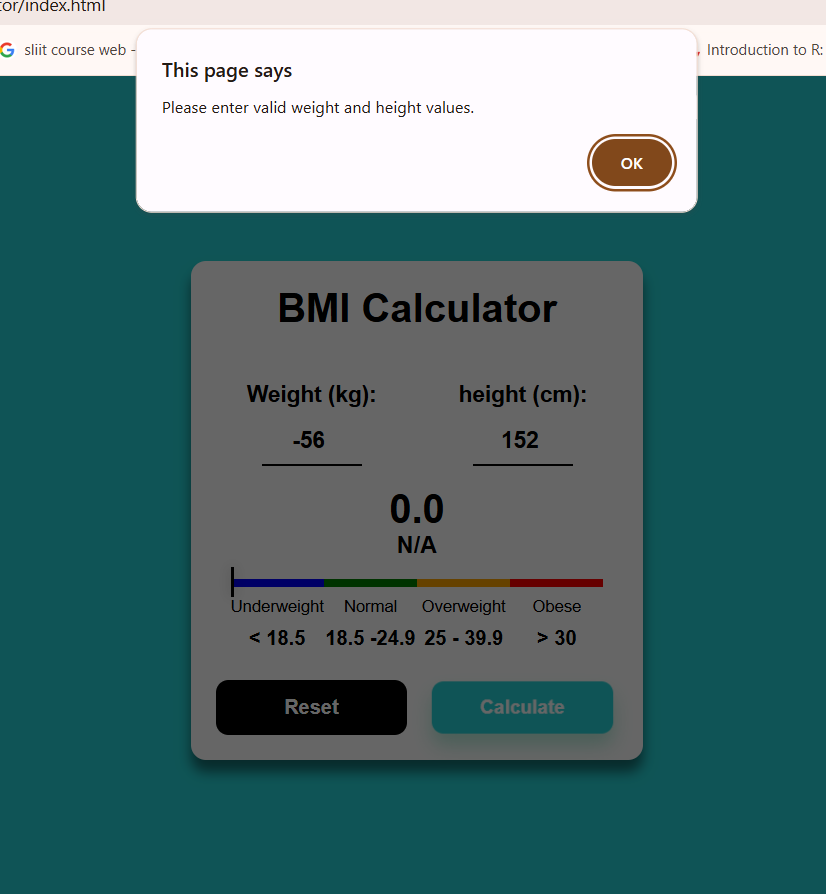 tor/index.html
sliit course web -
Introduction to R:
This page says
Please enter valid weight and height values.
OK
BMI Calculator
Weight (kg): height (cm):
-56 152
0.0
N/A
Underweight Normal Overweight Obese
< 18.5 18.5 -24.9 25 - 39.9 > 30
Reset Calculate